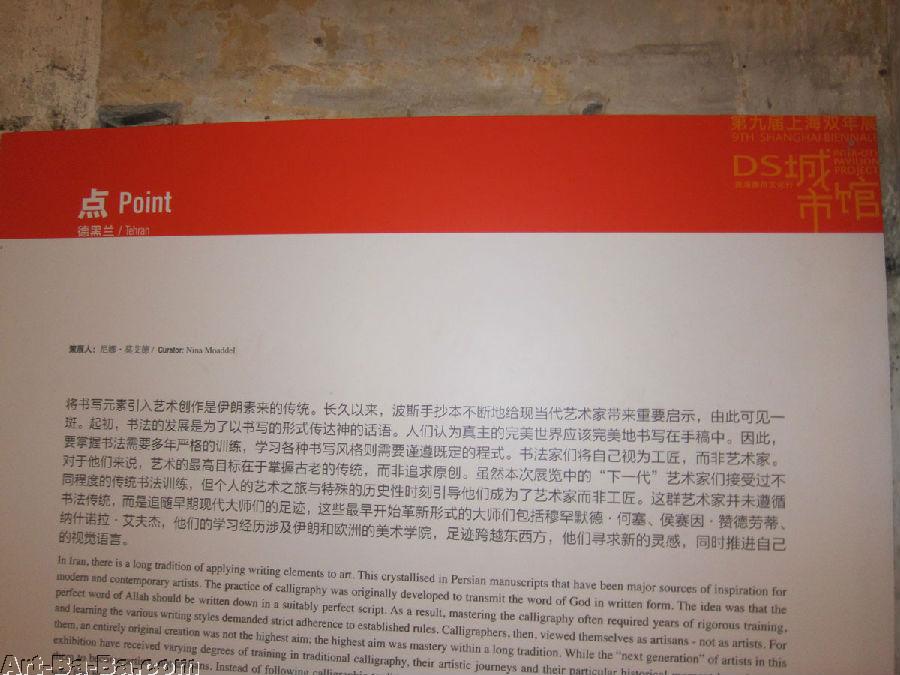 第九届上海双年展
9TH SHANGHAI BIENNALE
DS城
市馆
INTER-CITY
PAVILION
PROJECT
点 Point
德黑兰 / Tehran
策展人：尼娜·莫艾德 / Curator: Nina Moaddel
将书写元素引入艺术创作是伊朗素来的传统。长久以来，波斯手抄本不断地给现当代艺术家带来重要启示，由此可见一
斑。起初，书法的发展是为了以书写的形式传达神的话语。人们认为真主的完美世界应该完美地书写在手稿中。因此，
要掌握书法需要多年严格的训练，学习各种书写风格则需要谨遵既定的程式。书法家们将自己视为工匠，而非艺术家。
对于他们来说，艺术的最高目标在于掌握古老的传统，而非追求原创。虽然本次展览中的“下一代”艺术家们接受过不
同程度的传统书法训练，但个人的艺术之旅与特殊的历史性时刻引导他们成为了艺术家而非工匠。这群艺术家并未遵循
书法传统，而是追随早期现代大师们的足迹，这些最早开始革新形式的大师们包括穆罕默德·何塞、侯赛因·赞德劳蒂、
纳什诺拉·艾夫杰，他们的学习经历涉及伊朗和欧洲的美术学院，足迹跨越东西方，他们寻求新的灵感，同时推进自己
的视觉语言。
In Iran, there is a long tradition of applying writing elements to art. This crystallised in Persian manuscripts that have been major sources of inspiration for
modern and contemporary artists. The practice of calligraphy was originally developed to transmit the word of God in written form. The idea was that the
perfect word of Allah should be written down in a suitably perfect script. As a result, mastering the calligraphy often required years of rigorous training,
and learning the various writing styles demanded strict adherence to established rules. Calligraphers, then, viewed themselves as artisans - not as artists. For
them, an entirely original creation was not the highest aim; the highest aim was mastery within a long tradition. While the "next generation" of artists in this
exhibition have received varying degrees of training in traditional calligraphy, their artistic journeys and their particular historical
Instead of following
Art-Ba-Ba.com